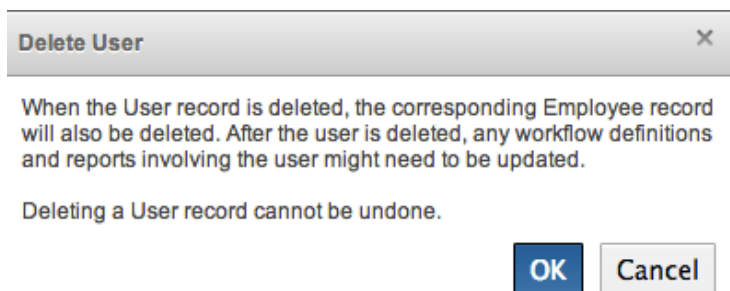 Delete User
×
When the User record is deleted, the corresponding Employee record
will also be deleted. After the user is deleted, any workflow definitions
and reports involving the user might need to be updated.
Deleting a User record cannot be undone.
OK Cancel